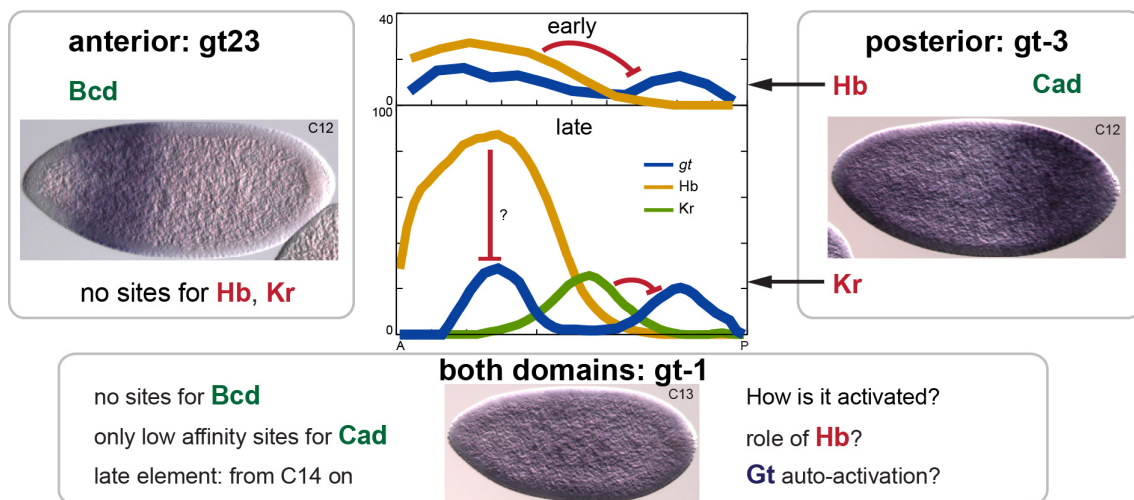 anterior: gt23
Bcd
C12
no sites for Hb, Kr
40
early
0
100
late
gt
Hb
Kr
?
0
A
P
posterior: gt-3
Hb
Cad
C12
Kr
both domains: gt-1
no sites for Bcd
only low affinity sites for Cad
late element: from C14 on
C13
How is it activated?
role of Hb?
Gt auto-activation?